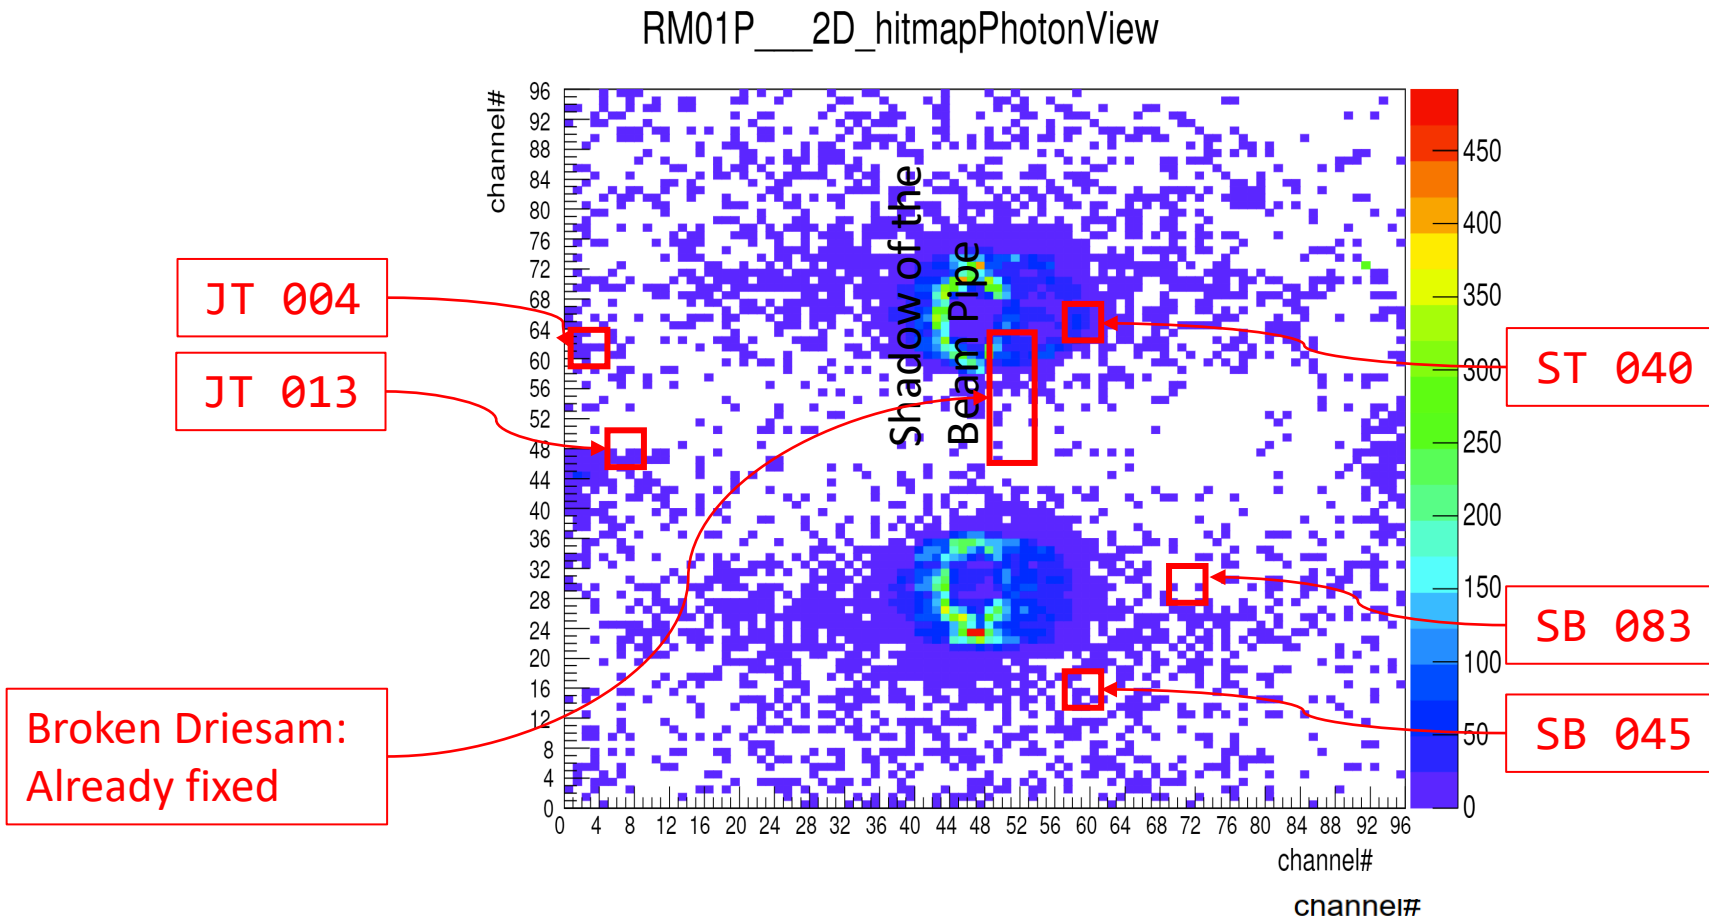 RM01P___2D_hitmapPhotonView
channel#
96
92
88
84
80
76
72
68
64
60
56
52
48
44
40
36
32
28
24
20
16
12
8
4
0
0 4 8 12 16 20 24 28 32 36 40 44 48 52 56 60 64 68 72 76 80 84 88 92 96
channel#
channel#
450
400
350
300
250
200
150
100
50
0
Shadow of the
Beam Pipe
JT 004
JT 013
Broken Driesam:
Already fixed
ST 040
SB 083
SB 045